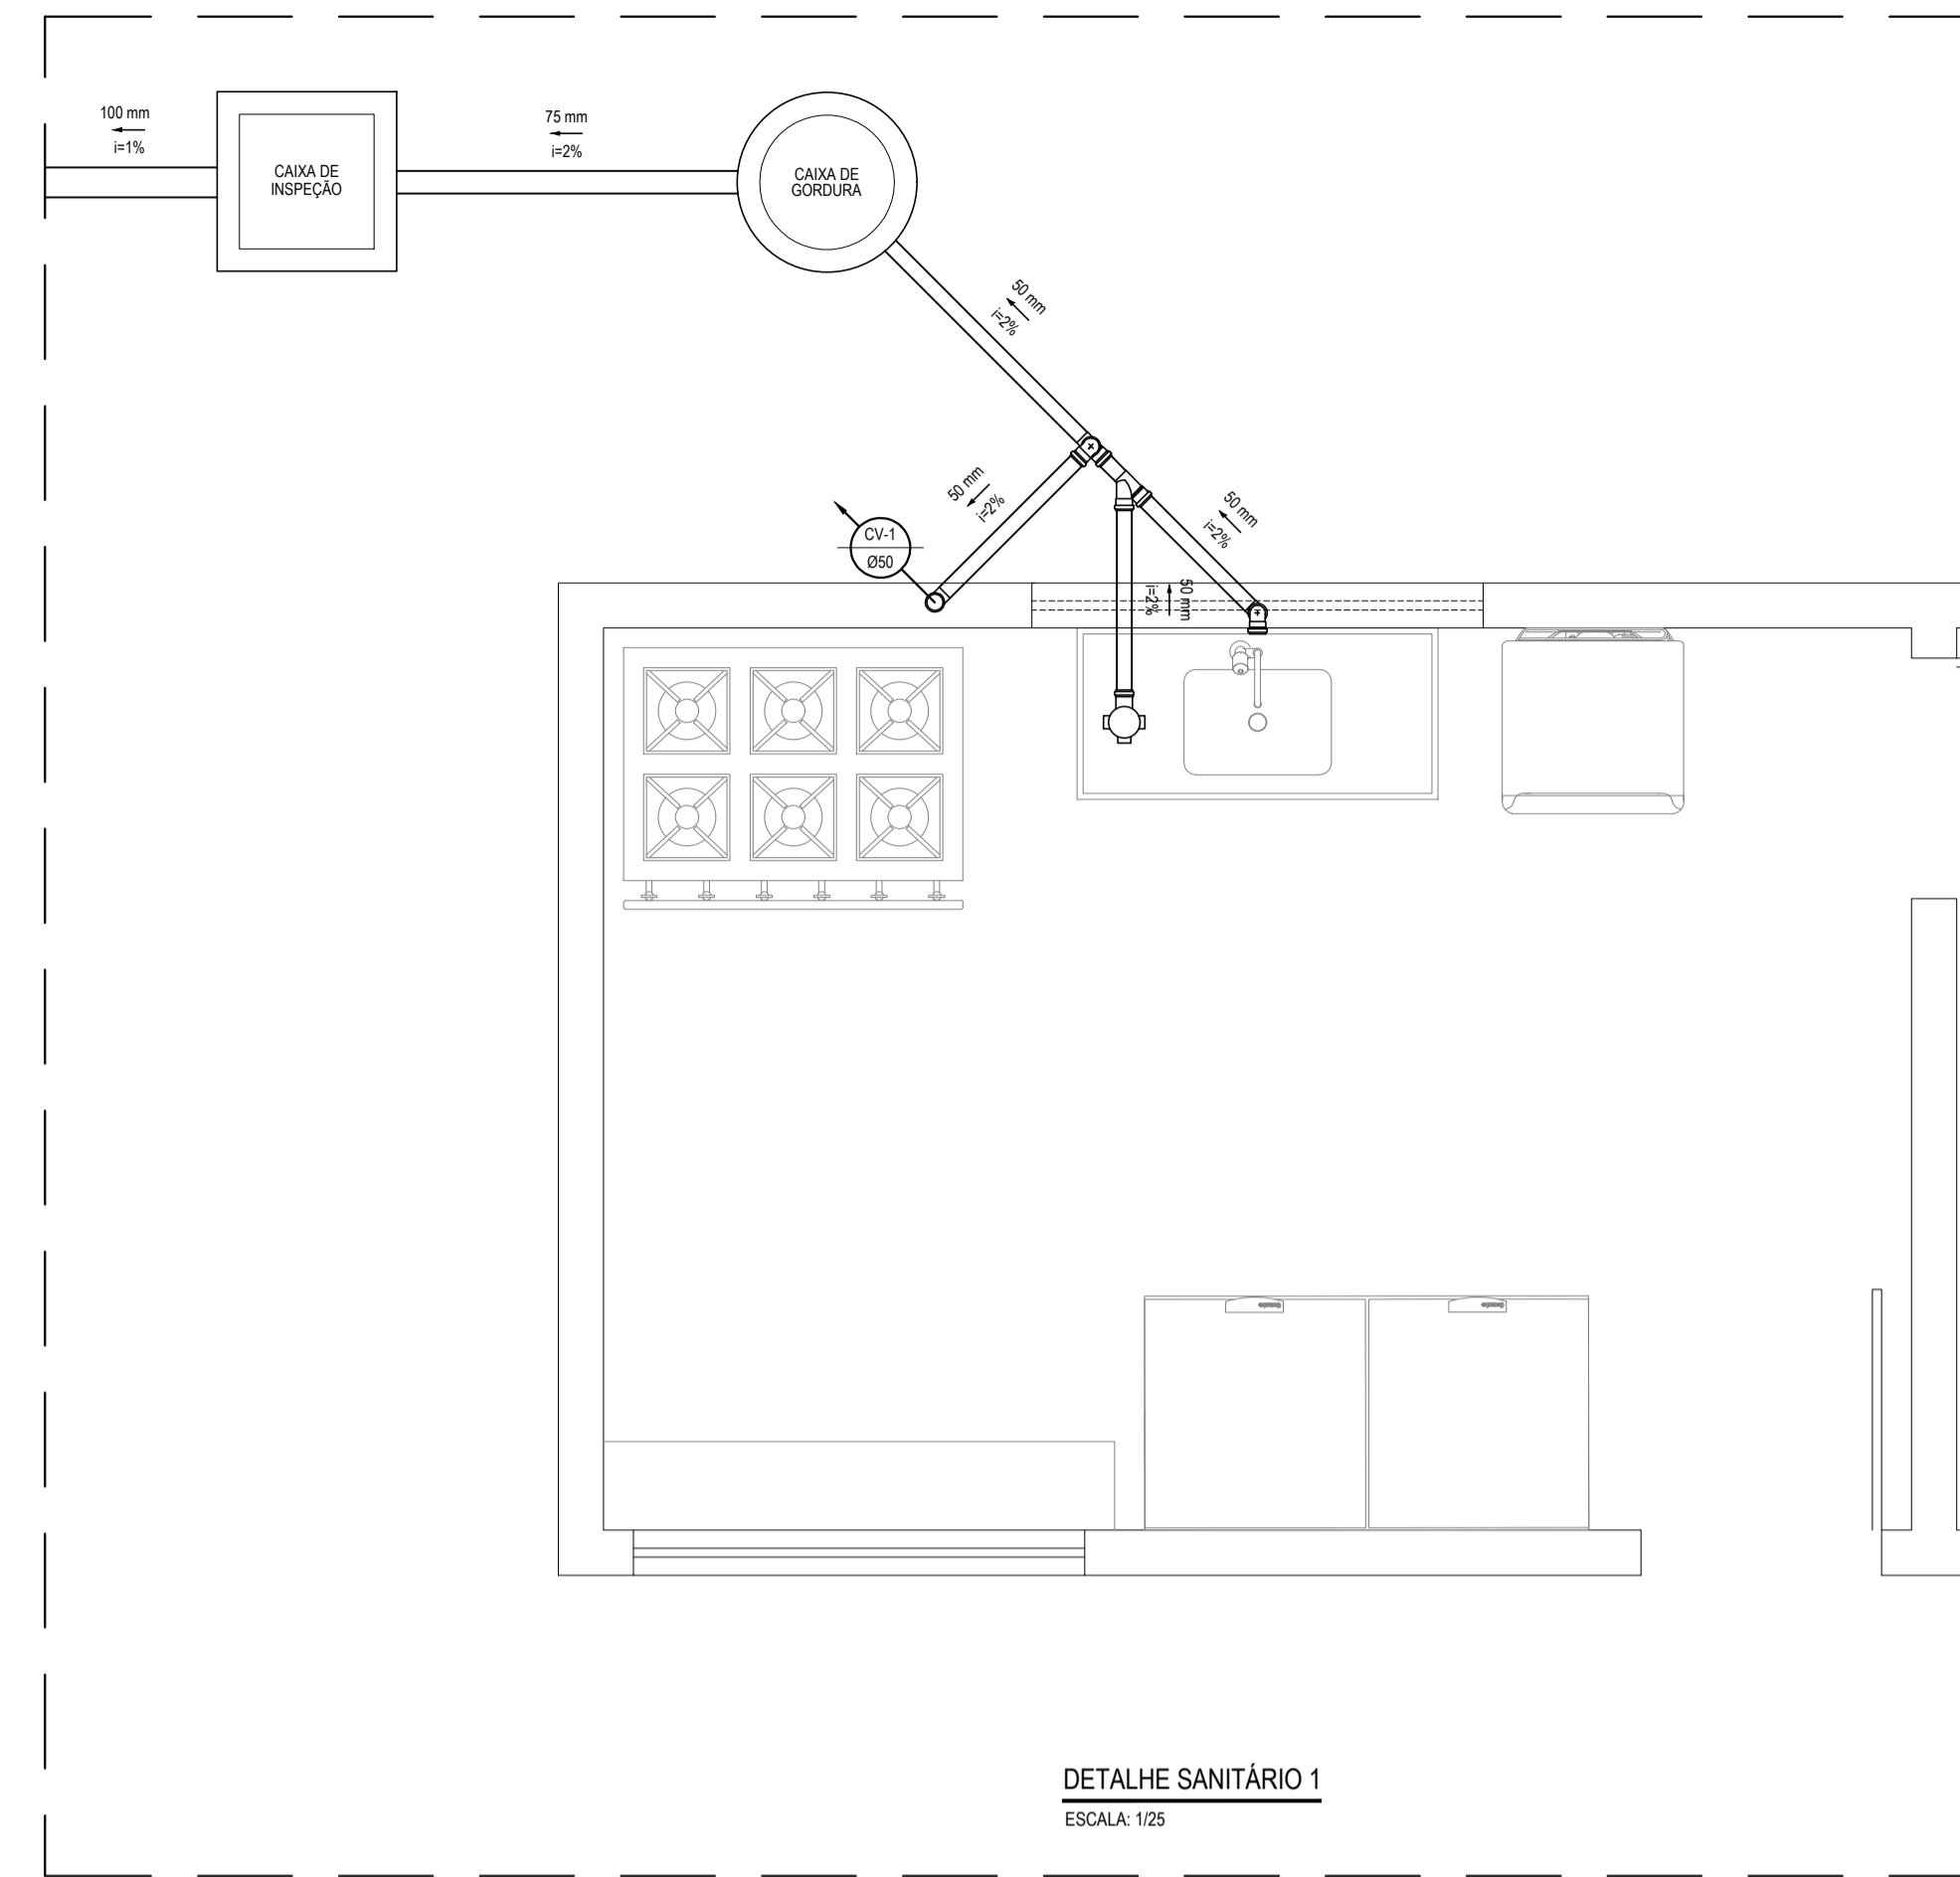 100 mm
i=1%
CAIXA DE
INSPEÇÃO
75 mm
i=2%
CAIXA DE
GORDURA
50 mm
i=2%
50 mm
i=2%
50 mm
i=2%
CV-1
Ø50
50 mm
i=2%
DETALHE SANITÁRIO 1
ESCALA: 1/25